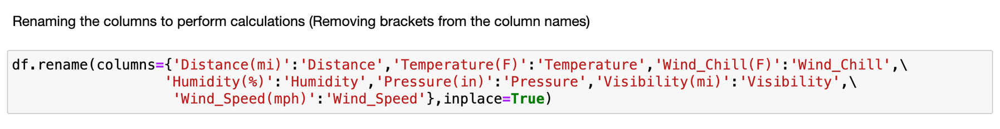 Renaming the columns to perform calculations (Removing brackets from the column names)
df.rename(columns={'Distance(mi)':'Distance','Temperature(F)':'Temperature','Wind_Chill(F)':'Wind_Chill',\
'Humidity(%)':'Humidity','Pressure(in)':'Pressure','Visibility(mi)':'Visibility',\
'Wind_Speed(mph)':'Wind_Speed'},inplace=True)